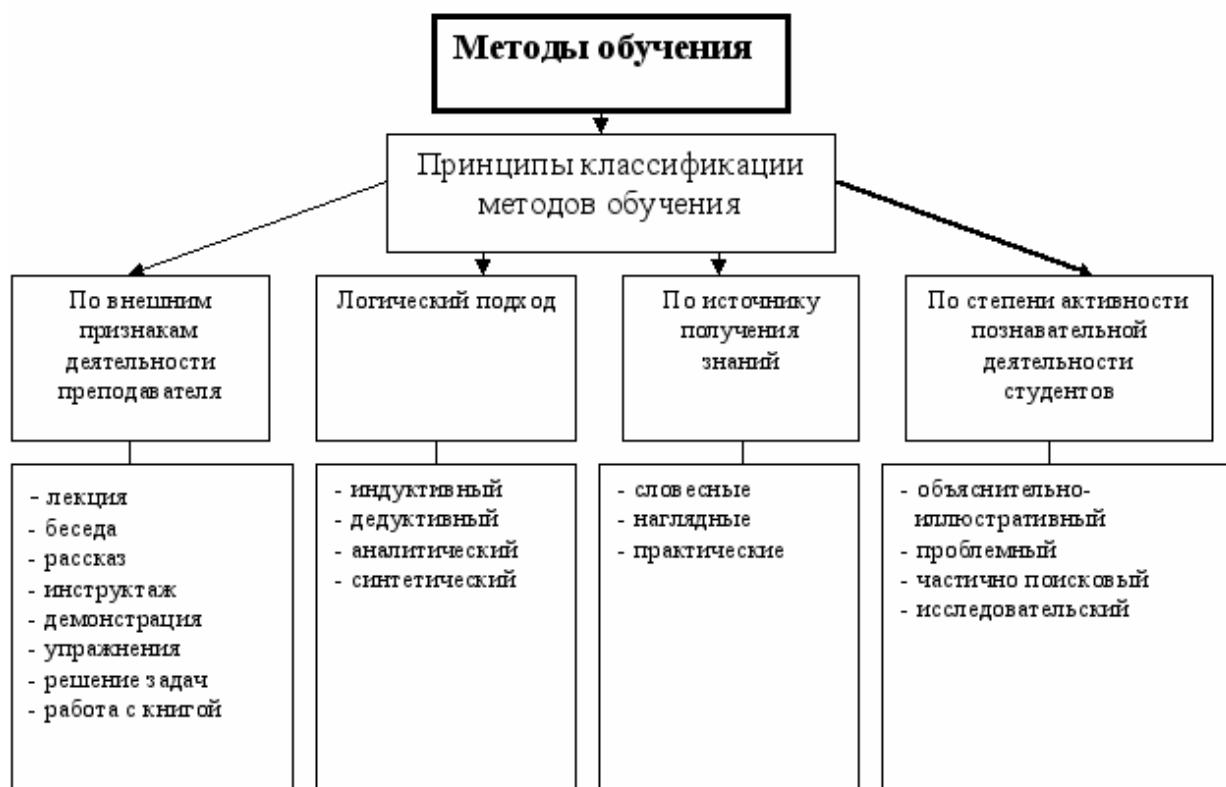 Методы обучения
Принципы классификации
методов обучения
По внешним
признакам
деятельности
преподавателя
Логический подход
По источнику
получения
знаний
По степени активности
познавательной
деятельности
студентов
- лекция
- беседа
- рассказ
- инструктаж
- демонстрация
- упражнения
- решение задач
- работа с книгой
- индуктивный
- дедуктивный
- аналитический
- синтетический
- словесные
- наглядные
- практические
- объяснительно-
иллюстративный
- проблемный
- частично поисковый
- исследовательский